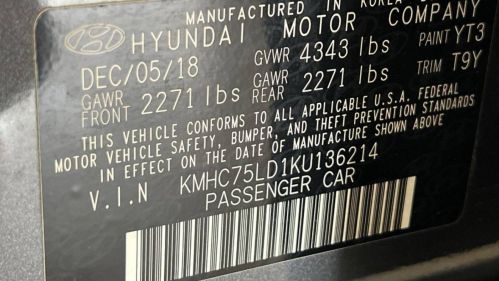 MANUFACTURED IN KOREA
HYUNDAI MOTOR COMPANY
DEC/05/18 GVWR 4343 lbs PAINT YT3
GAWR FRONT 2271 lbs GAWR REAR 2271 lbs TRIM T9Y
THIS VEHICLE CONFORMS TO ALL APPLICABLE U.S.A FEDERAL
MOTOR VEHICLE SAFETY, BUMPER, AND THEFT PREVENTION STANDARDS
IN EFFECT ON THE DATE OF MANUFACTURE SHOWN ABOVE.
V.I.N KMHC75LD1KU136214
PASSENGER CAR